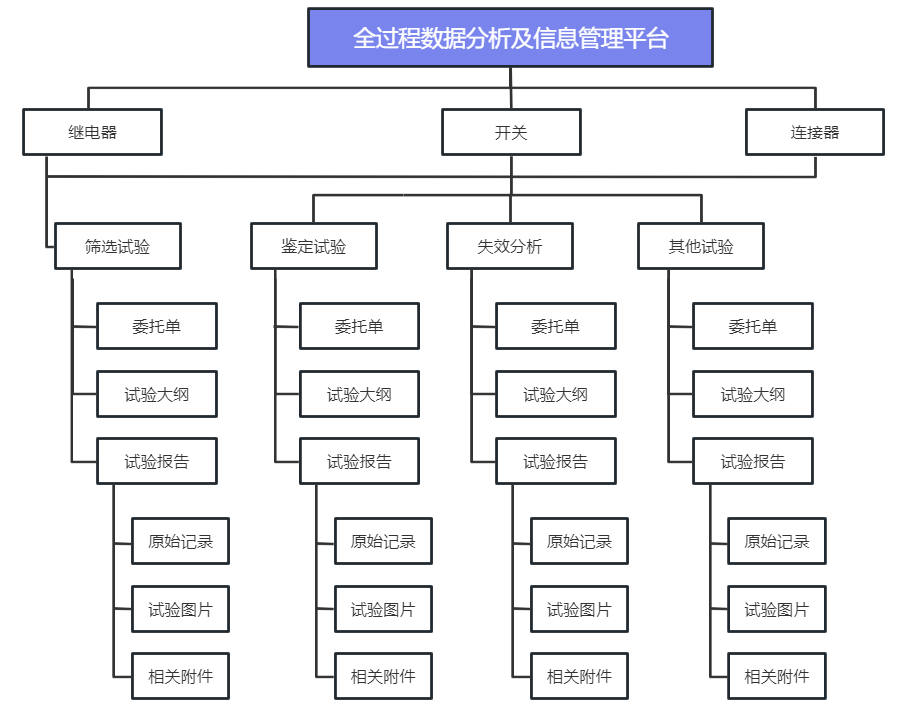 全过程数据分析及信息管理平台
继电器
开关
连接器
筛选试验
鉴定试验
失效分析
其他试验
委托单
委托单
委托单
委托单
试验大纲
试验大纲
试验大纲
试验大纲
试验报告
试验报告
试验报告
试验报告
原始记录
原始记录
原始记录
原始记录
试验图片
试验图片
试验图片
试验图片
相关附件
相关附件
相关附件
相关附件